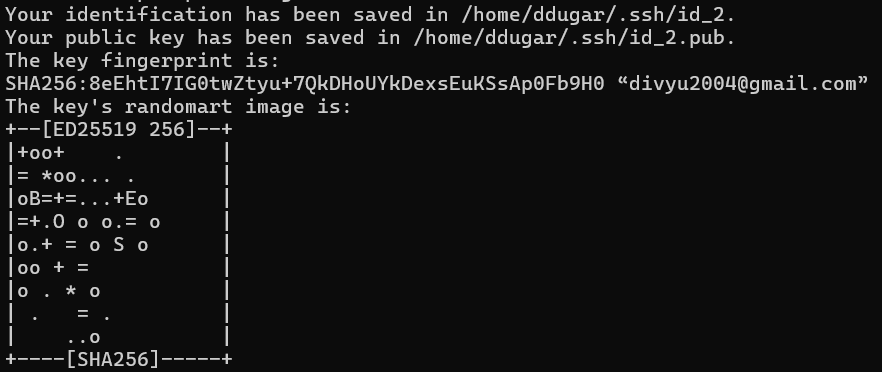 Your identification has been saved in /home/ddugar/.ssh/id_2.
Your public key has been saved in /home/ddugar/.ssh/id_2.pub.
The key fingerprint is:
SHA256:8eEhtI7IG0twZtyu+7QkDHoUYkDexsEuKSsAp0Fb9H0 “divyu2004@gmail.com”
The key's randomart image is:
+--[ED25519 256]--+
|+oo+    .        |
|= *oo... .       |
|oB=+=...+Eo      |
|=+.O o o.= o     |
|o.+ = o S o      |
|oo + =           |
|o . * o          |
| .   = .         |
|    ..o          |
+----[SHA256]-----+